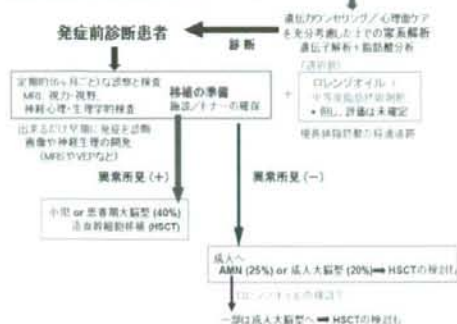 遺伝カウンセリング／心理面ケア
を充分考慮した上での家系解析
遺伝子解析＋脂肪酸分析
発症前診断患者
診断
定期的(6ヶ月ごと)な診察と検査
MRI, 視力・視野,
神経心理・生理学的検査
移植の準備
施設/ドナーの確保
+
ロレンツオイル
• 但し、評価は未確定
出来るだけ早期に発症を診断
画像や神経生理の開発
(MRSやVEPなど)
異常所見(＋)
異常所見(－)
小児 or 思春期大脳型 (40%)
造血幹細胞移植 (HSCT)
成人へ
AMN (25%) or 成人大脳型 (20%) ➡ HSCTの検討も
一部は成人大脳型へ ➡ HSCTの検討も